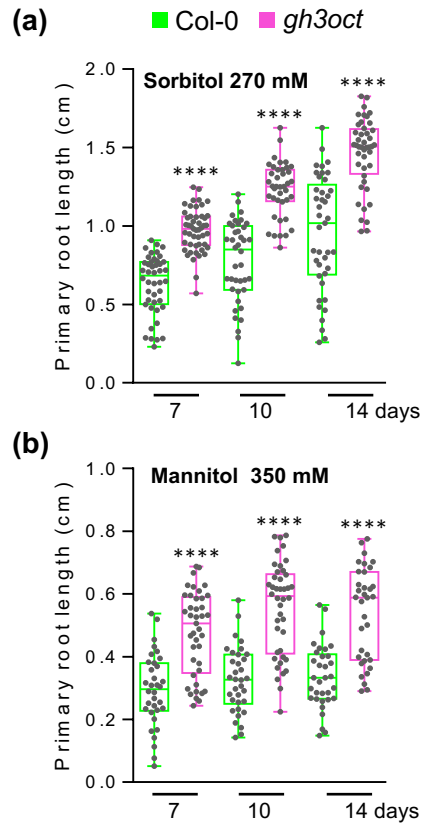 (a)
Col-0 gh3oct
Sorbitol 270 mM
Primary root length (cm)
2.0
1.5
1.0
0.5
0.0
****
****
****
7 10 14 days
(b)
Mannitol 350 mM
Primary root length (cm)
1.0
0.8
0.6
0.4
0.2
0.0
****
****
****
7 10 14 days